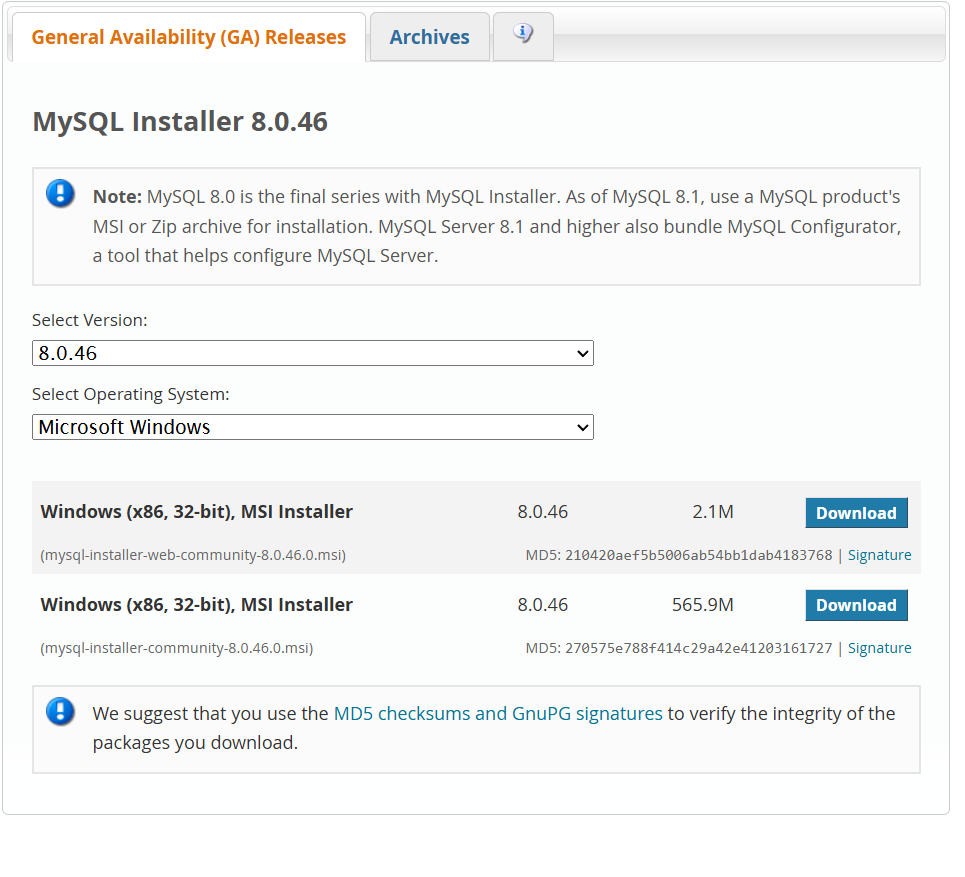 General Availability (GA) Releases
Archives
MySQL Installer 8.0.46
Note: MySQL 8.0 is the final series with MySQL Installer. As of MySQL 8.1, use a MySQL product's
MSI or Zip archive for installation. MySQL Server 8.1 and higher also bundle MySQL Configurator,
a tool that helps configure MySQL Server.
Select Version:
8.0.46
Select Operating System:
Microsoft Windows
Windows (x86, 32-bit), MSI Installer 8.0.46 2.1M Download
(mysql-installer-web-community-8.0.46.0.msi) MD5: 210420aef5b5006ab54bb1dab4183768 | Signature
Windows (x86, 32-bit), MSI Installer 8.0.46 565.9M Download
(mysql-installer-community-8.0.46.0.msi) MD5: 270575e788f414c29a42e41203161727 | Signature
We suggest that you use the MD5 checksums and GnuPG signatures to verify the integrity of the
packages you download.